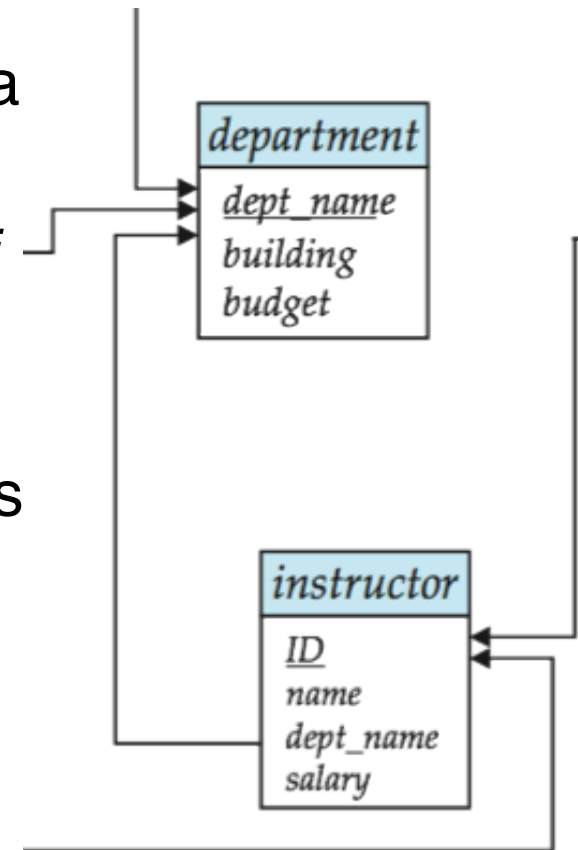 a
department
dept_name
building
budget
s
instructor
ID
name
dept_name
salary